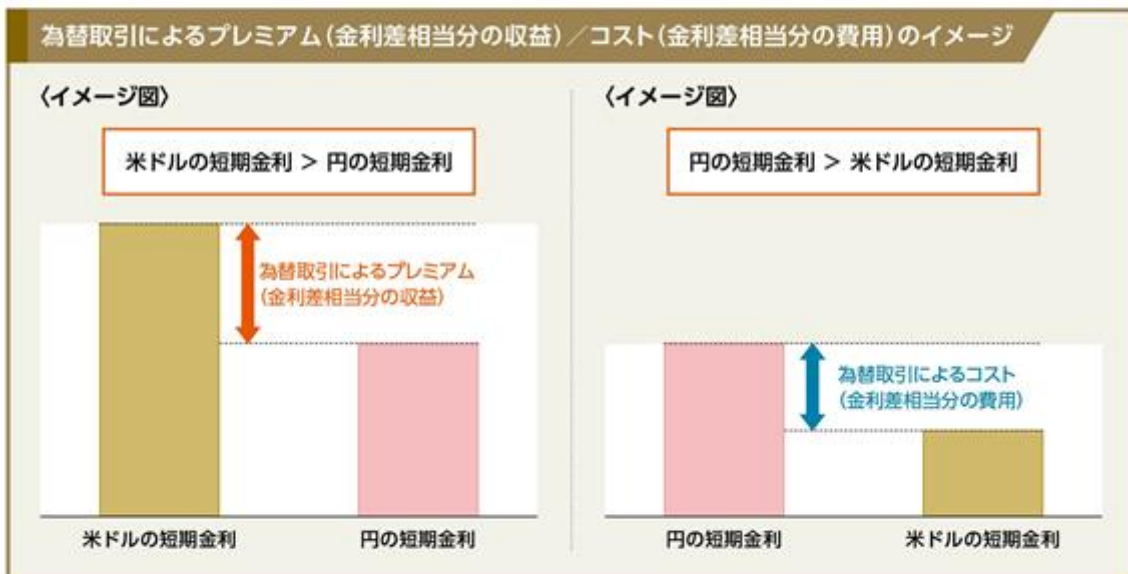 為替取引によるプレミアム(金利差相当分の収益)／コスト(金利差相当分の費用)のイメージ
〈イメージ図〉
米ドルの短期金利 > 円の短期金利
為替取引によるプレミアム
(金利差相当分の収益)
米ドルの短期金利
円の短期金利
〈イメージ図〉
円の短期金利 > 米ドルの短期金利
為替取引によるコスト
(金利差相当分の費用)
円の短期金利
米ドルの短期金利